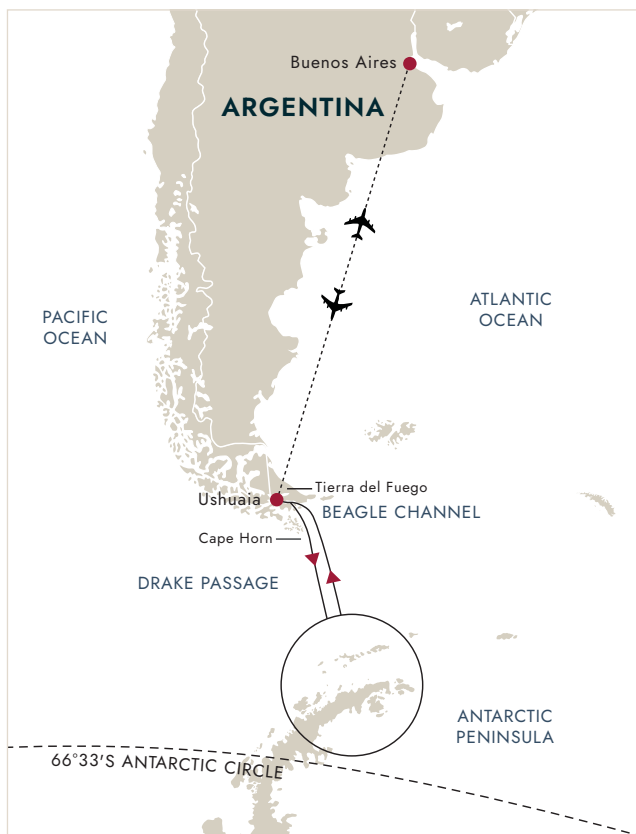 Buenos Aires
ARGENTINA
PACIFIC
OCEAN
ATLANTIC
OCEAN
Tierra del Fuego
Ushuaia
BEAGLE CHANNEL
Cape Horn
DRAKE PASSAGE
ANTARCTIC
PENINSULA
66°33'S ANTARCTIC CIRCLE